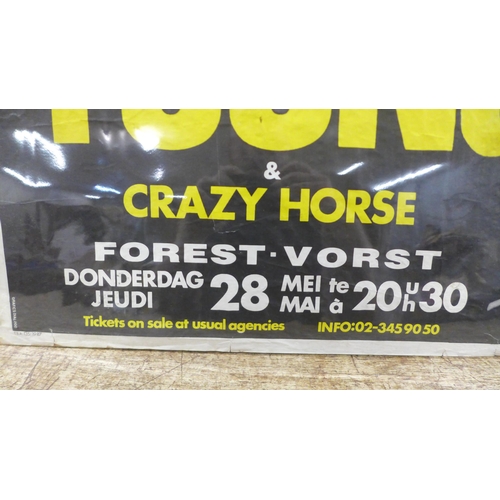 YOUNG
&
CRAZY HORSE
FOREST·VORST
DONDERDAG 28 MEI te 20u30
JEUDI MAI à h
Tickets on sale at usual agencies INFO:02-345 90 50